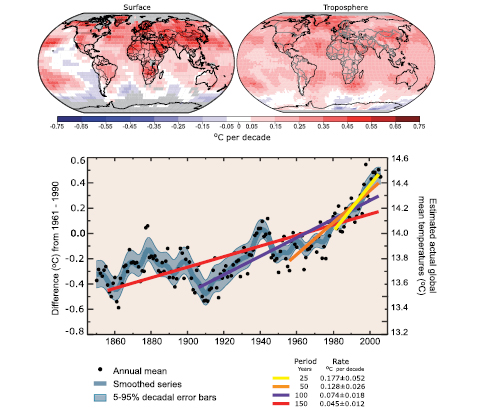 Surface
Troposphere
-0.75 -0.65 -0.55 -0.45 -0.35 -0.25 -0.15 -0.05 0 0.05 0.15 0.25 0.35 0.45 0.55 0.65 0.75
°C per decade
0.6
0.4
0.2
0.0
-0.2
-0.4
-0.6
-0.8
Difference (°C) from 1961 - 1990
14.6
14.4
14.2
14.0
13.8
13.6
13.4
13.2
Estimated actual global
mean temperatures (°C)
1860 1880 1900 1920 1940 1960 1980 2000
Annual mean
Smoothed series
5-95% decadal error bars
Period Rate
Years °C per decade
25 0.177±0.052
50 0.128±0.026
100 0.074±0.018
150 0.045±0.012